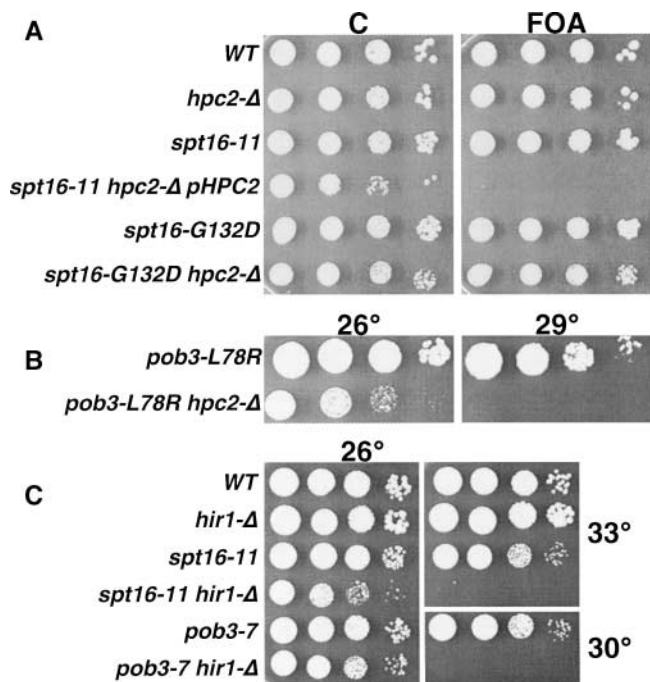 A
C
FOA
WT
hpc2-Δ
spt16-11
spt16-11 hpc2-Δ pHPC2
spt16-G132D
spt16-G132D hpc2-Δ
B
26°
29°
pob3-L78R
pob3-L78R hpc2-Δ
C
26°
WT
hir1-Δ
spt16-11
spt16-11 hir1-Δ
pob3-7
pob3-7 hir1-Δ
33°
30°